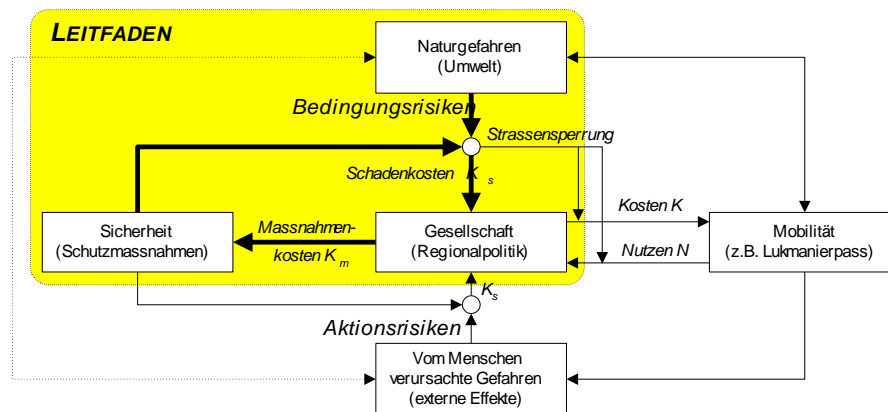 LEITFADEN
Naturgefahren
(Umwelt)
Bedingungsrisiken
Strassensperrung
Schadenkosten K s
Sicherheit
(Schutzmassnahmen)
Massnahmen-
kosten K m
Gesellschaft
(Regionalpolitik)
Kosten K
Nutzen N
Mobilität
(z.B. Lukmanierpass)
K s
Aktionsrisiken
Vom Menschen
verursachte Gefahren
(externe Effekte)